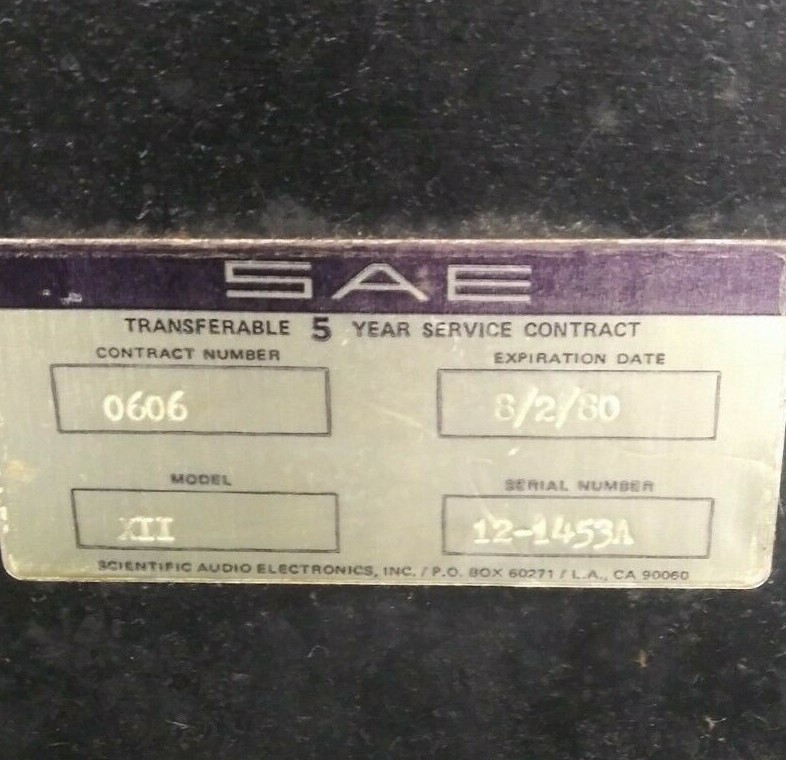 SAE
TRANSFERABLE 5 YEAR SERVICE CONTRACT
CONTRACT NUMBER EXPIRATION DATE
0606 8/2/80
MODEL SERIAL NUMBER
XII 12-1453A
SCIENTIFIC AUDIO ELECTRONICS, INC. / P.O. BOX 60271 / L.A., CA 90060